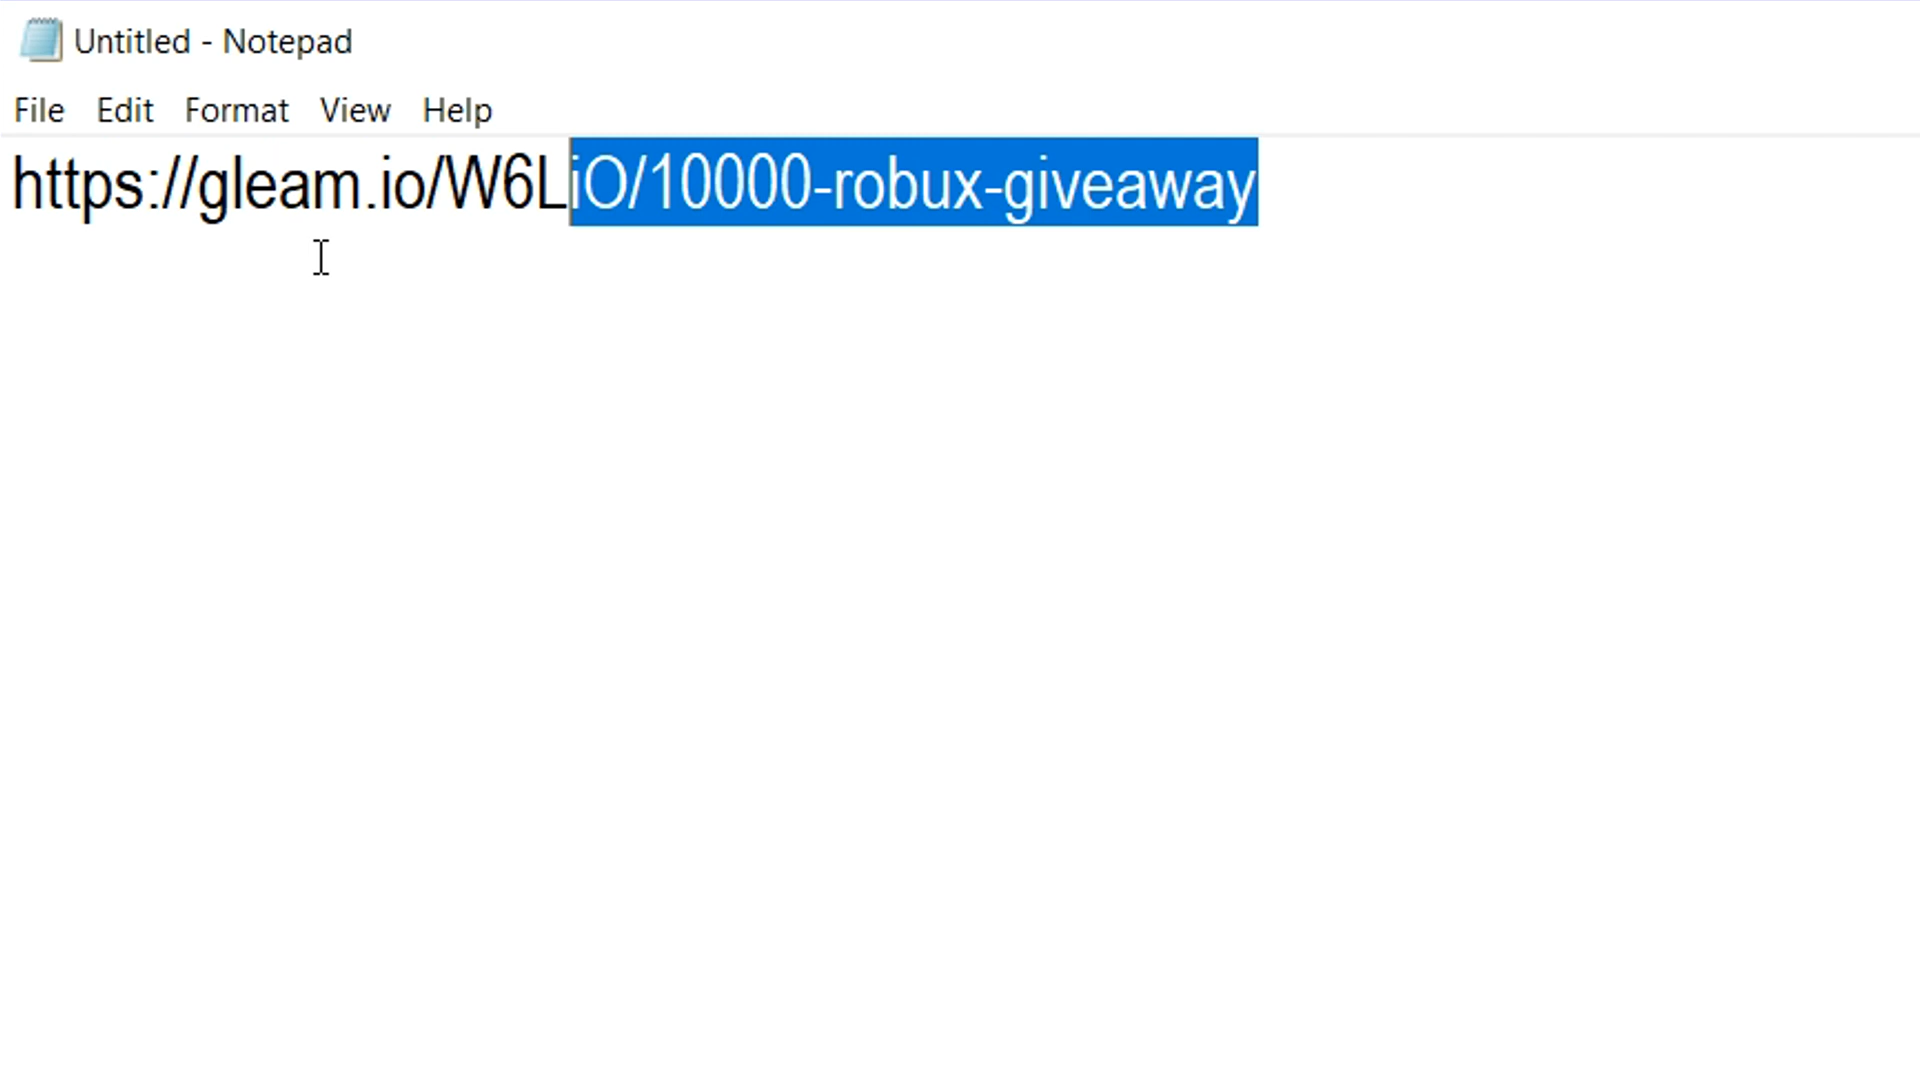 Untitled - Notepad
File Edit Format View Help
https://gleam.io/W6LiO/10000-robux-giveaway